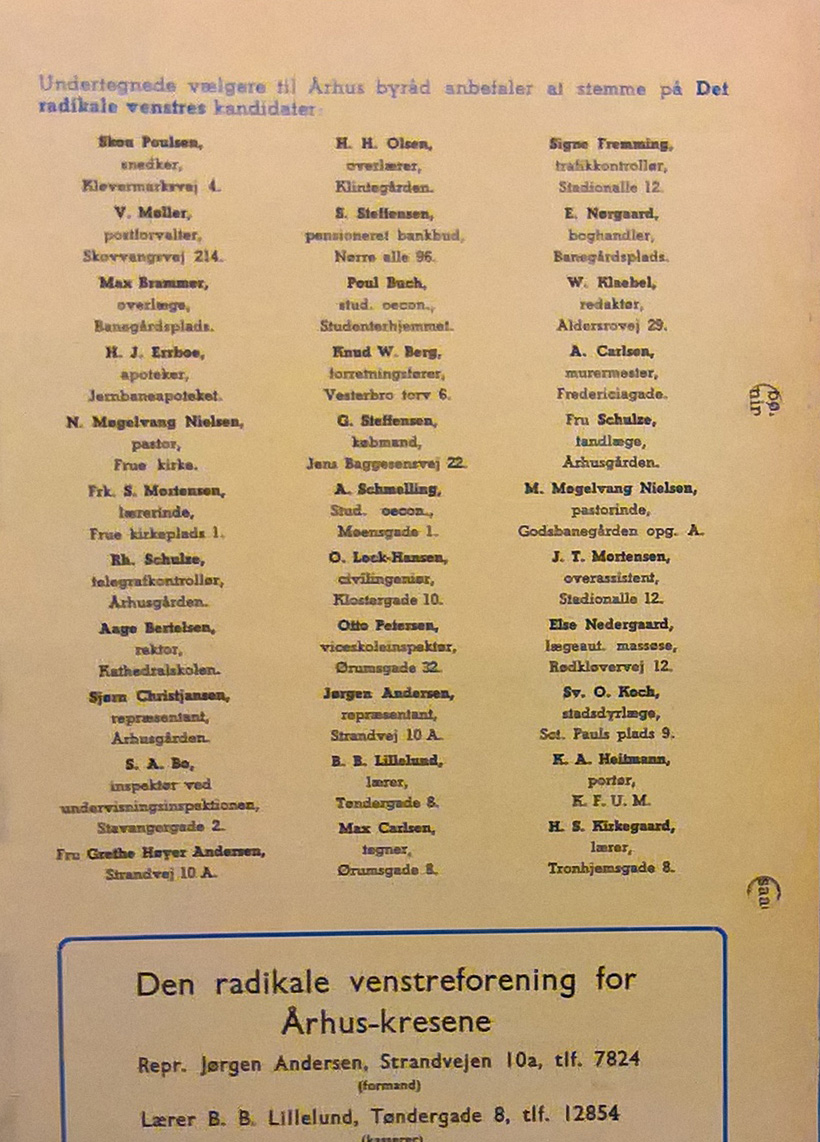 Undertegnede vælgere til Århus byråd anbefaler at stemme på Det
radikale venstres kandidater:
Skou Poulsen,
snedker,
Kløvermarksvej 4.
V. Møller,
postforvalter,
Skovvangsvej 214.
Max Brammer,
overlæge,
Banegårdsplads.
H. J. Errboe,
apoteker,
Jernbaneapoteket.
N. Møgelvang Nielsen,
pastor,
Frue kirke.
Frk. S. Mortensen,
lærerinde,
Frue kirkeplads 1.
Rh. Schulze,
telegrafkontrollør,
Århusgården.
Aage Bertelsen,
rektor,
Kathedralskolen.
Sjørn Christjansen,
repræsentant,
Århusgården.
S. A. Bo,
inspektør ved
undervisningsinspektionen,
Stavangergade 2.
Fru Grethe Høyer Andersen,
Strandvej 10 A.
H. H. Olsen,
overlærer,
Klintegården.
S. Steffensen,
pensioneret bankbud,
Nørre alle 96.
Poul Buch,
stud. oecon.,
Studenterhjemmet.
Knud W. Berg,
forretningsfører,
Vesterbro torv 6.
G. Steffensen,
købmand,
Jens Baggesensvej 22.
A. Schmelling,
Stud. oecon.,
Møensgade 1.
O. Lock-Hansen,
civilingeniør,
Klostergade 10.
Otto Petersen,
viceskoleinspektør,
Ørumsgade 32.
Jørgen Andersen,
repræsentant,
Strandvej 10 A.
B. B. Lillelund,
lærer,
Tøndergade 8.
Max Carlsen,
tegner,
Ørumsgade 8.
Signe Fremming,
trafikkontrollør,
Stadionalle 12.
E. Nørgaard,
boghandler,
Banegårdsplads.
W. Klaebel,
redaktør,
Aldersrovej 29.
A. Carlsen,
murermester,
Fredericiagade.
Fru Schulze,
tandlæge,
Århusgården.
M. Møgelvang Nielsen,
pastorinde,
Godsbanegården opg. A.
J. T. Mortensen,
overassistent,
Stadionalle 12.
Else Nedergaard,
lægeaut. massøse,
Rødkløvervej 12.
Sv. O. Koch,
stadsdyrlæge,
Sct. Pauls plads 9.
K. A. Heitmann,
portør,
K. F. U. M.
H. S. Kirkegaard,
lærer,
Tronhjemsgade 8.
Den radikale venstreforening for
Århus-kresene
Repr. Jørgen Andersen, Strandvejen 10a, tlf. 7824
(formand)
Lærer B. B. Lillelund, Tøndergade 8, tlf. 12854